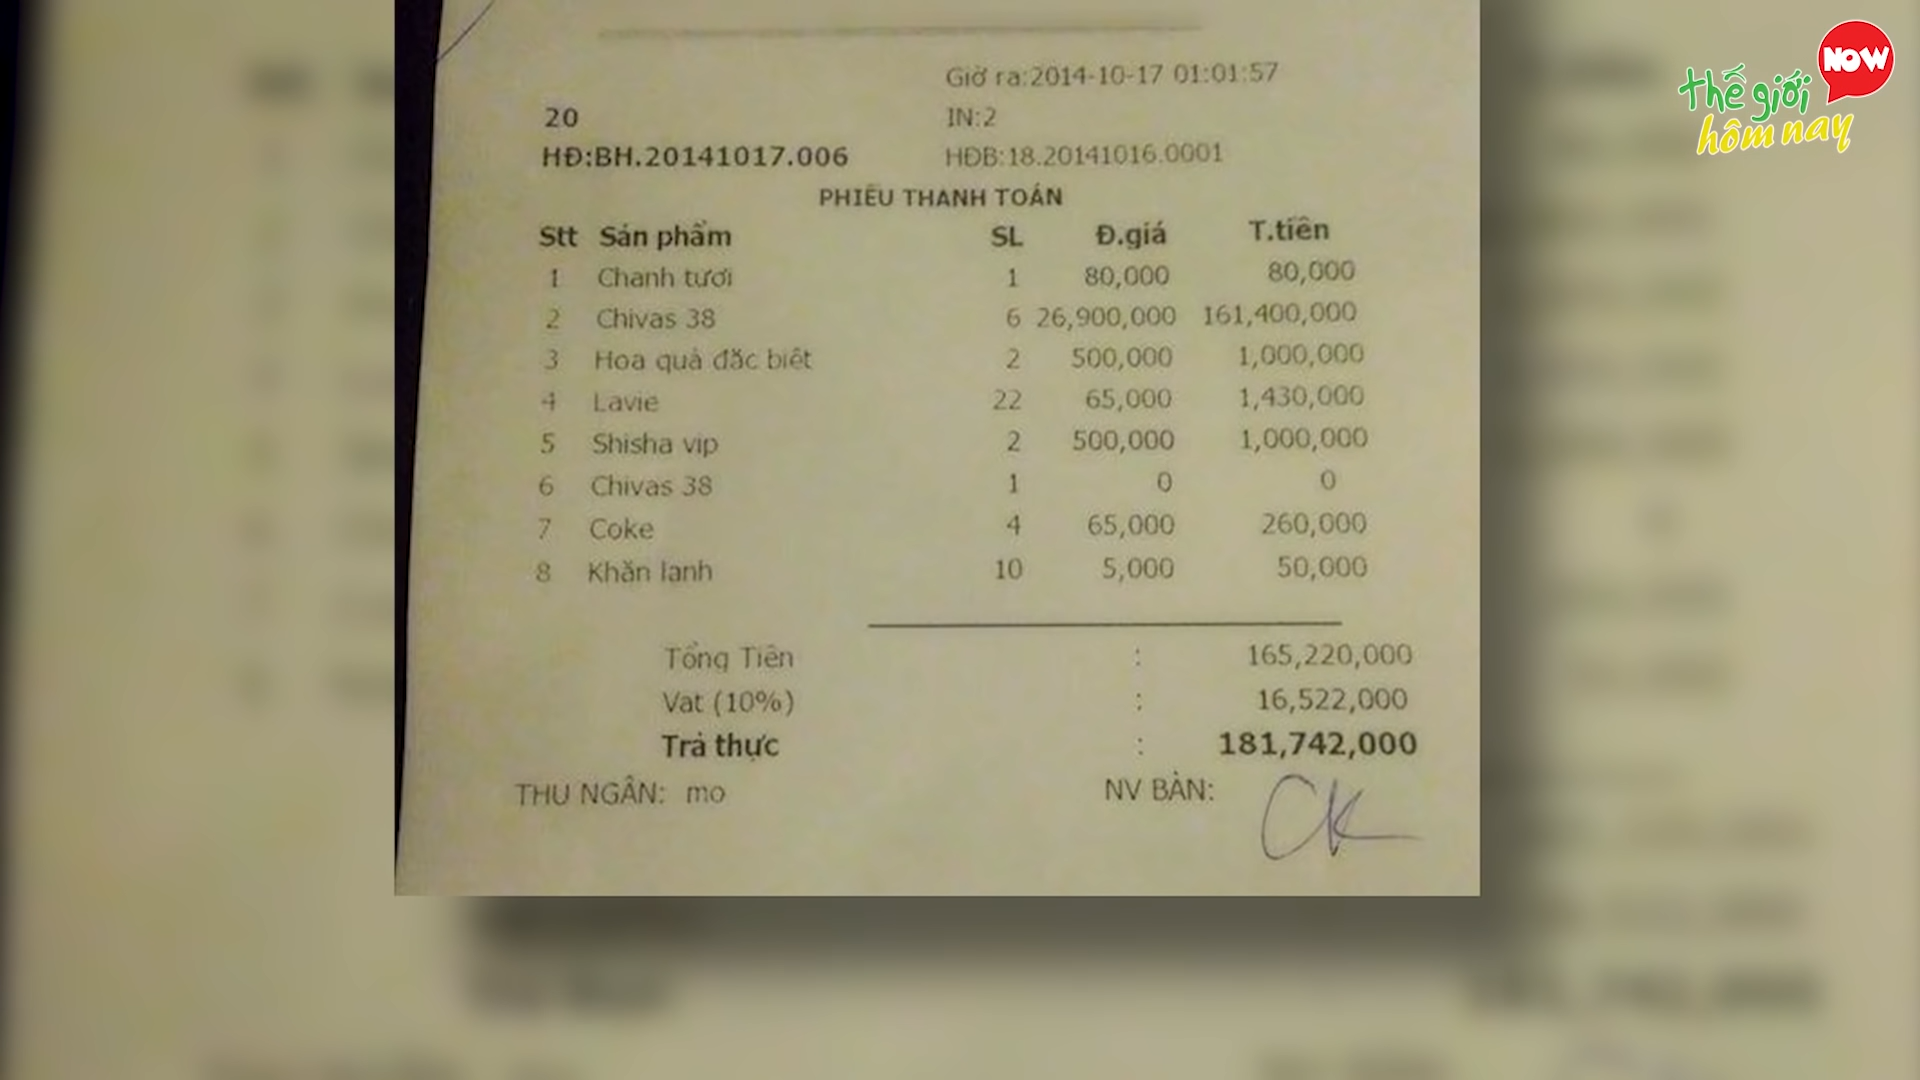 NOW
thế giới
hôm nay
Giờ ra:2014-10-17 01:01:57
20 IN:2
HĐ:BH.20141017.006 HĐB:18.20141016.0001
PHIẾU THANH TOÁN
Stt Sản phẩm SL Đ.giá T.tiền
1 Chanh tươi 1 80,000 80,000
2 Chivas 38 6 26,900,000 161,400,000
3 Hoa quả đặc biệt 2 500,000 1,000,000
4 Lavie 22 65,000 1,430,000
5 Shisha vip 2 500,000 1,000,000
6 Chivas 38 1 0 0
7 Coke 4 65,000 260,000
8 Khăn lạnh 10 5,000 50,000
Tổng Tiền : 165,220,000
Vat (10%) : 16,522,000
Trả thực : 181,742,000
THU NGÂN: mo NV BÀN:
CK